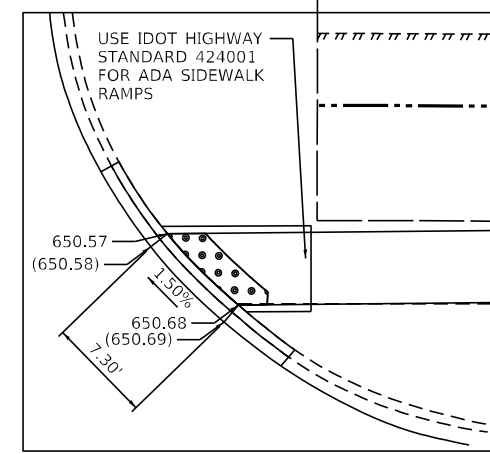 USE IDOT HIGHWAY
STANDARD 424001
FOR ADA SIDEWALK
RAMPS
650.57
(650.58)
1.50%
650.68
(650.69)
7.30'